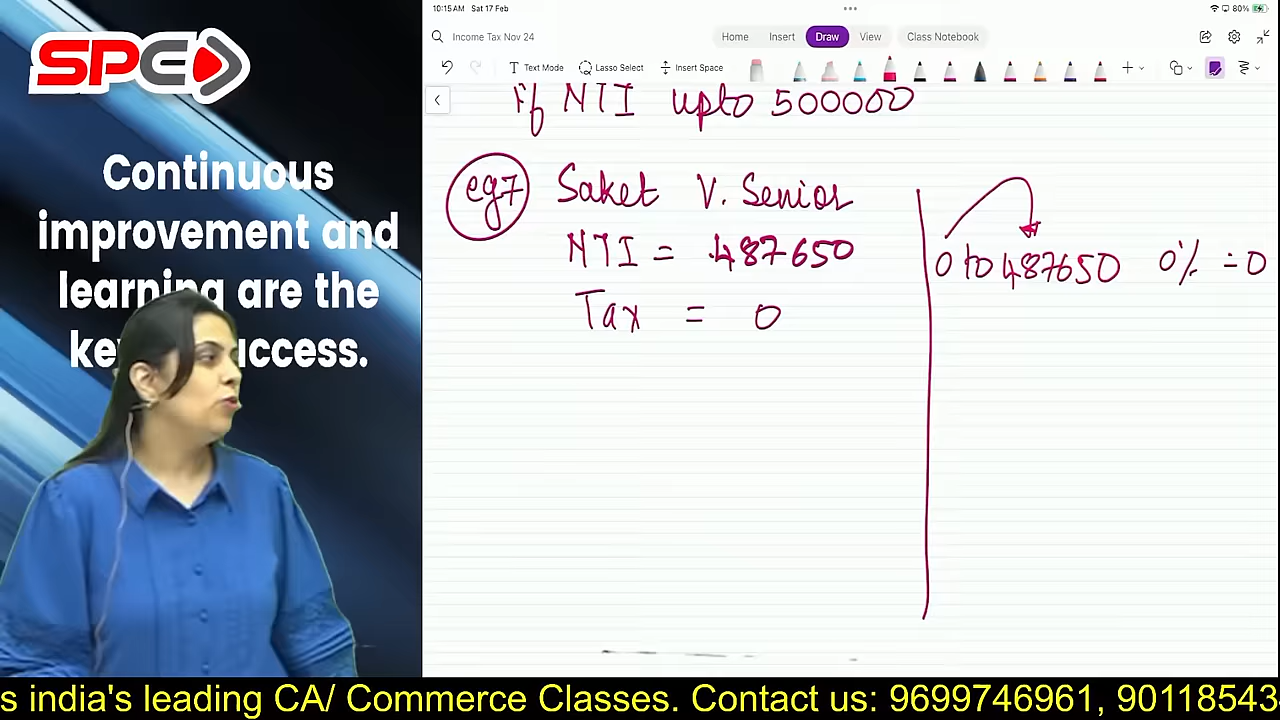 10:15 AM Sat 17 Feb
80%
Income Tax Nov 24
Home Insert Draw View Class Notebook
Text Mode Lasso Select Insert Space
SPC
Continuous
improvement and
learning are the
if NTI upto 500000
eg7 Saket V. Senior
NTI = 487650
Tax = 0
0 to 487650 0% = 0
s india's leading CA/ Commerce Classes. Contact us: 9699746961, 90118543